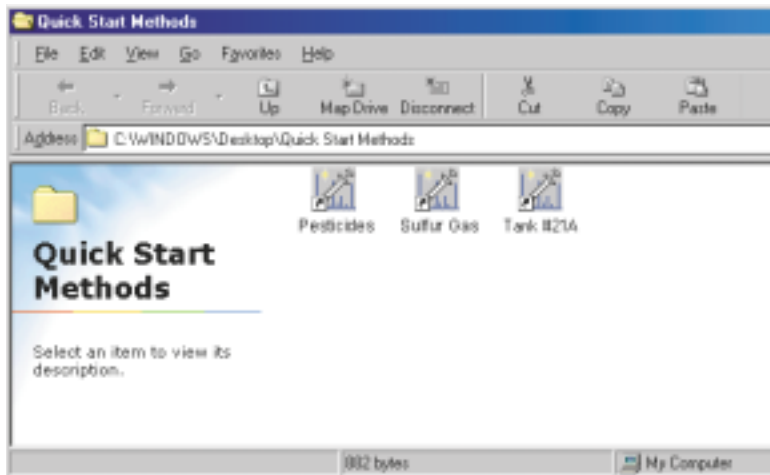 Quick Start Methods
File Edit View Go Favorites Help
Back Forward Up Map Drive Disconnect Cut Copy Paste
Address C:\WINDOWS\Desktop\Quick Start Methods
Pesticides Sulfur Gas Tank #21A
Quick Start
Methods
Select an item to view its
description.
882 bytes My Computer